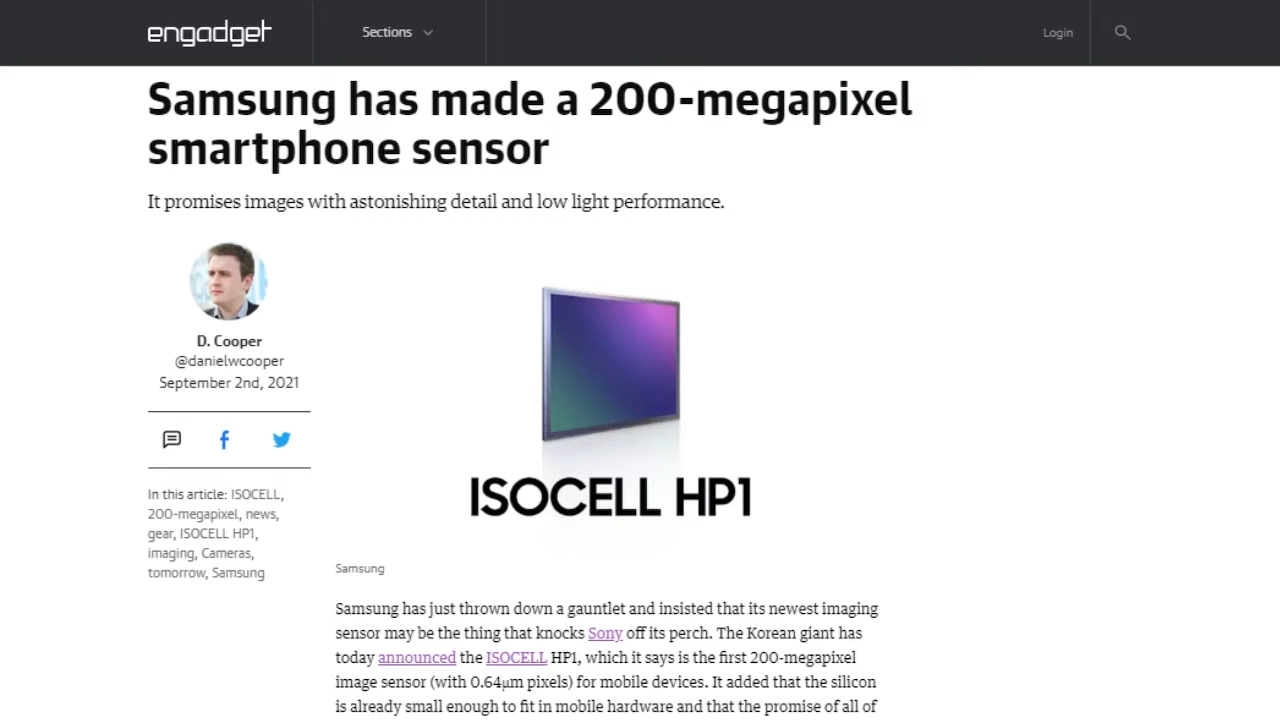 engadget
Sections
Login
Samsung has made a 200-megapixel
smartphone sensor
It promises images with astonishing detail and low light performance.
D. Cooper
@danielwcooper
September 2nd, 2021
In this article: ISOCELL,
200-megapixel, news,
gear, ISOCELL HP1,
imaging, Cameras,
tomorrow, Samsung
ISOCELL HP1
Samsung
Samsung has just thrown down a gauntlet and insisted that its newest imaging
sensor may be the thing that knocks Sony off its perch. The Korean giant has
today announced the ISOCELL HP1, which it says is the first 200-megapixel
image sensor (with 0.64μm pixels) for mobile devices. It added that the silicon
is already small enough to fit in mobile hardware and that the promise of all of